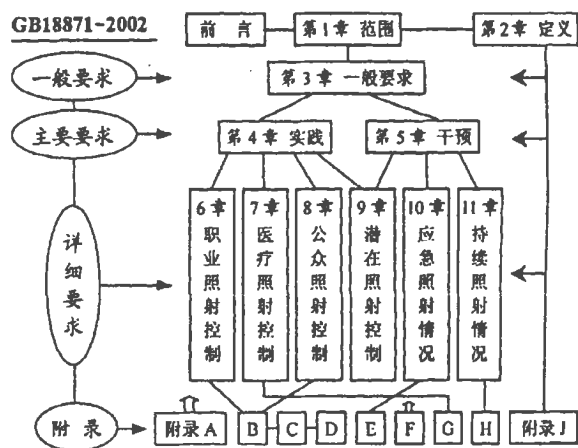 GB18871-2002
前 言
第1章 范围
第2章 定义
一般要求
第3章 一般要求
主要要求
第4章 实践
第5章 干预
详细要求
6章 职业照射控制
7章 医疗照射控制
8章 公众照射控制
9章 潜在照射控制
10章 应急照射情况
11章 持续照射情况
附录
附录A
B
C
D
E
F
G
H
附录J